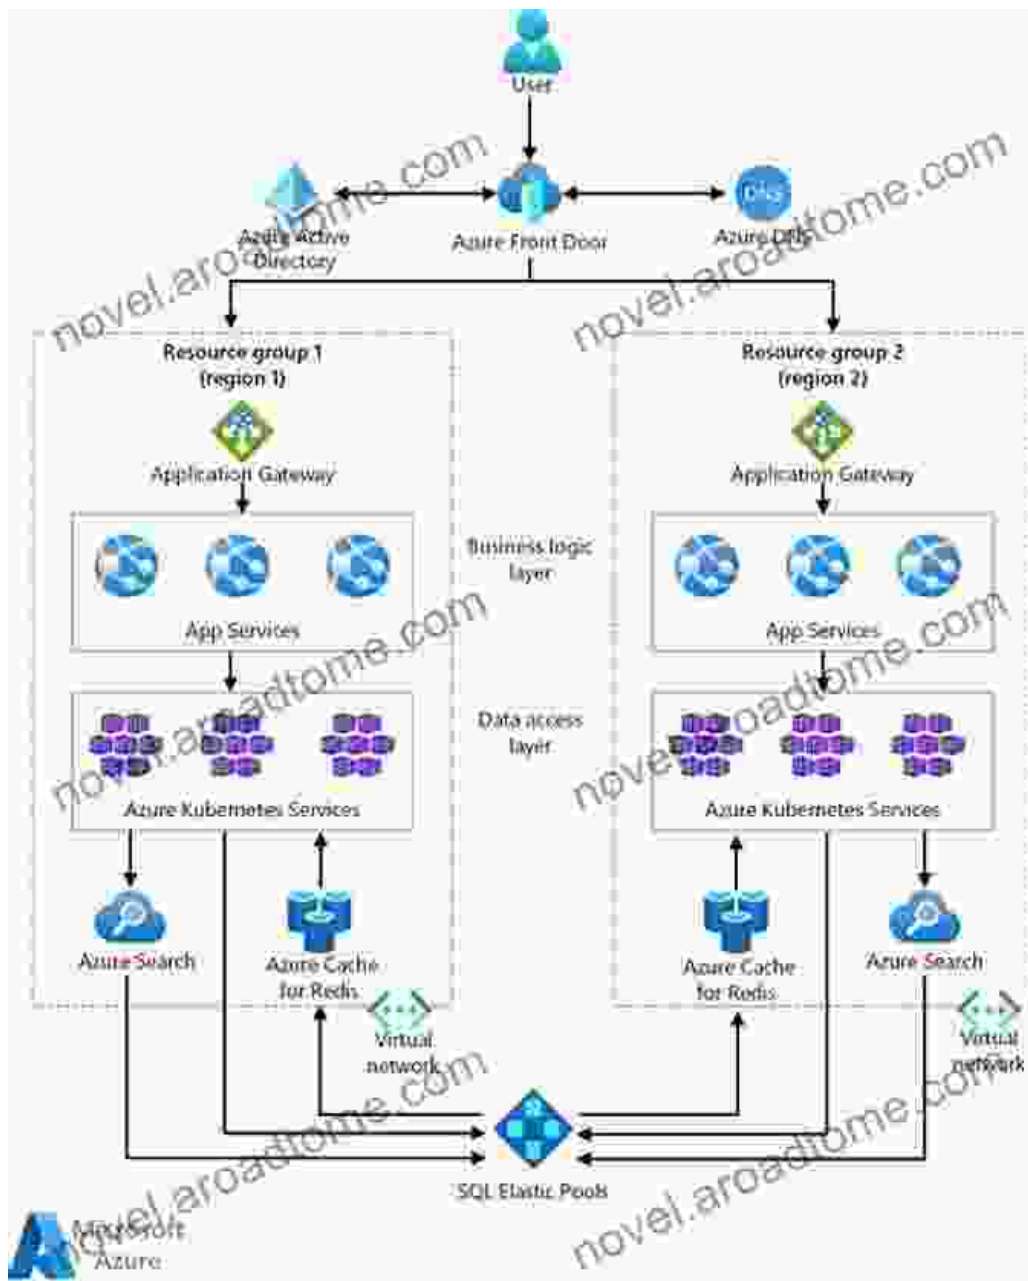 User
Azure Active
Directory
Azure Front Door
Azure DNS
DNS
novel.aroadtome.com
novel.aroadtome.com
Resource group 1
(region 1)
Resource group 2
(region 2)
Application Gateway
Application Gateway
Business logic
layer
App Services
App Services
novel.aroadtome.com
novel.aroadtome.com
Data access
layer
Azure Kubernetes Services
Azure Kubernetes Services
Azure Search
Azure Cache
for Redis
Azure Cache
for Redis
Azure Search
Virtual
network
Virtual
network
novel.aroadtome.com
novel.aroadtome.com
SQL Elastic Pools
Microsoft
Azure